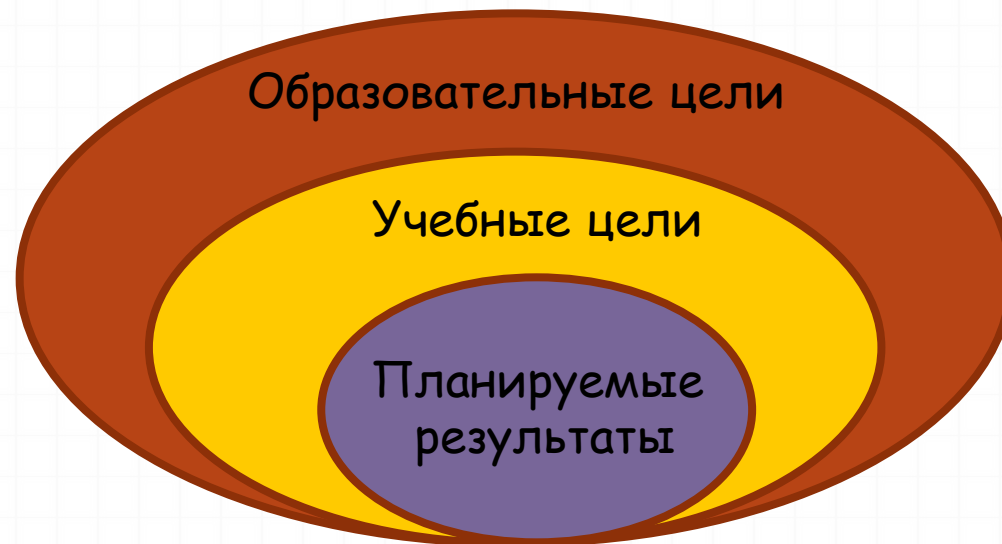 Образовательные цели
Учебные цели
Планируемые
результаты